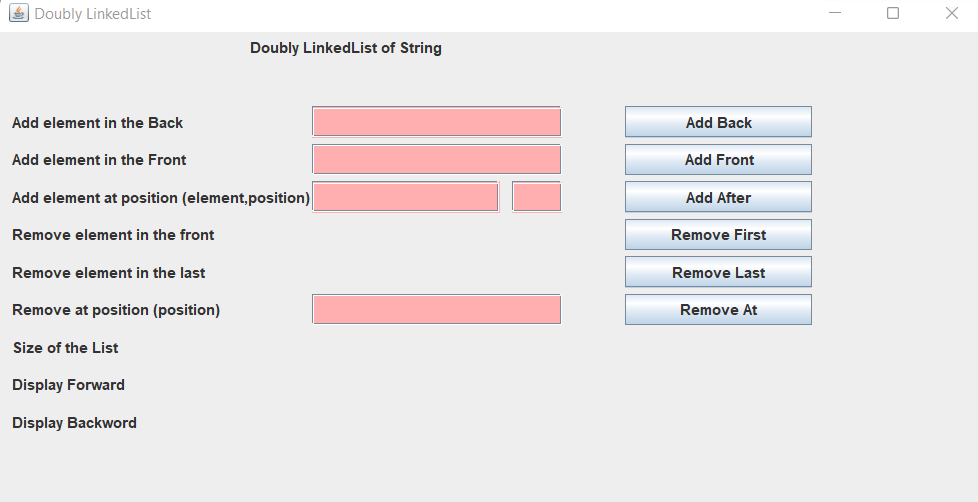 Doubly LinkedList
Doubly LinkedList of String
Add element in the Back Add Back
Add element in the Front Add Front
Add element at position (element,position) Add After
Remove element in the front Remove First
Remove element in the last Remove Last
Remove at position (position) Remove At
Size of the List
Display Forward
Display Backword